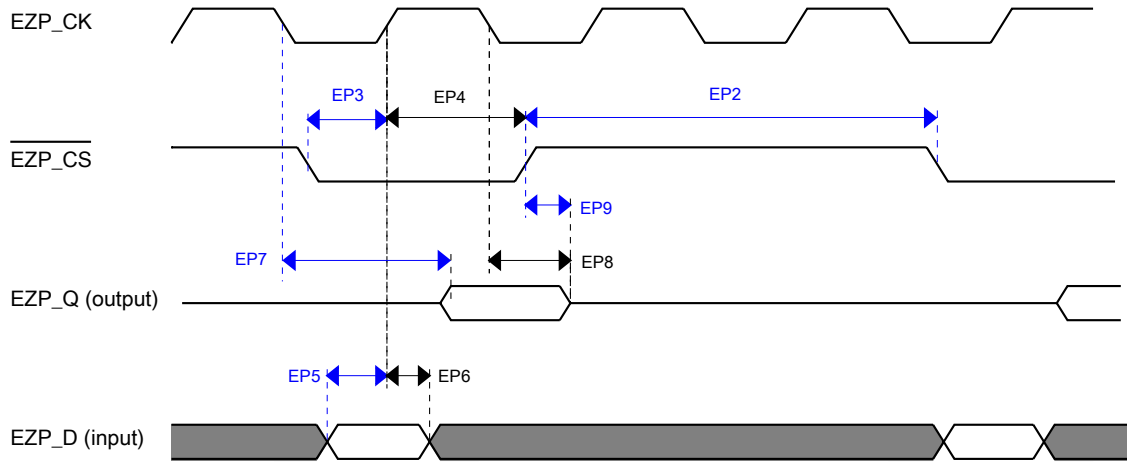 EZP_CK
EP3
EP4
EP2
EZP_CS
EP9
EP7
EP8
EZP_Q (output)
EP5
EP6
EZP_D (input)